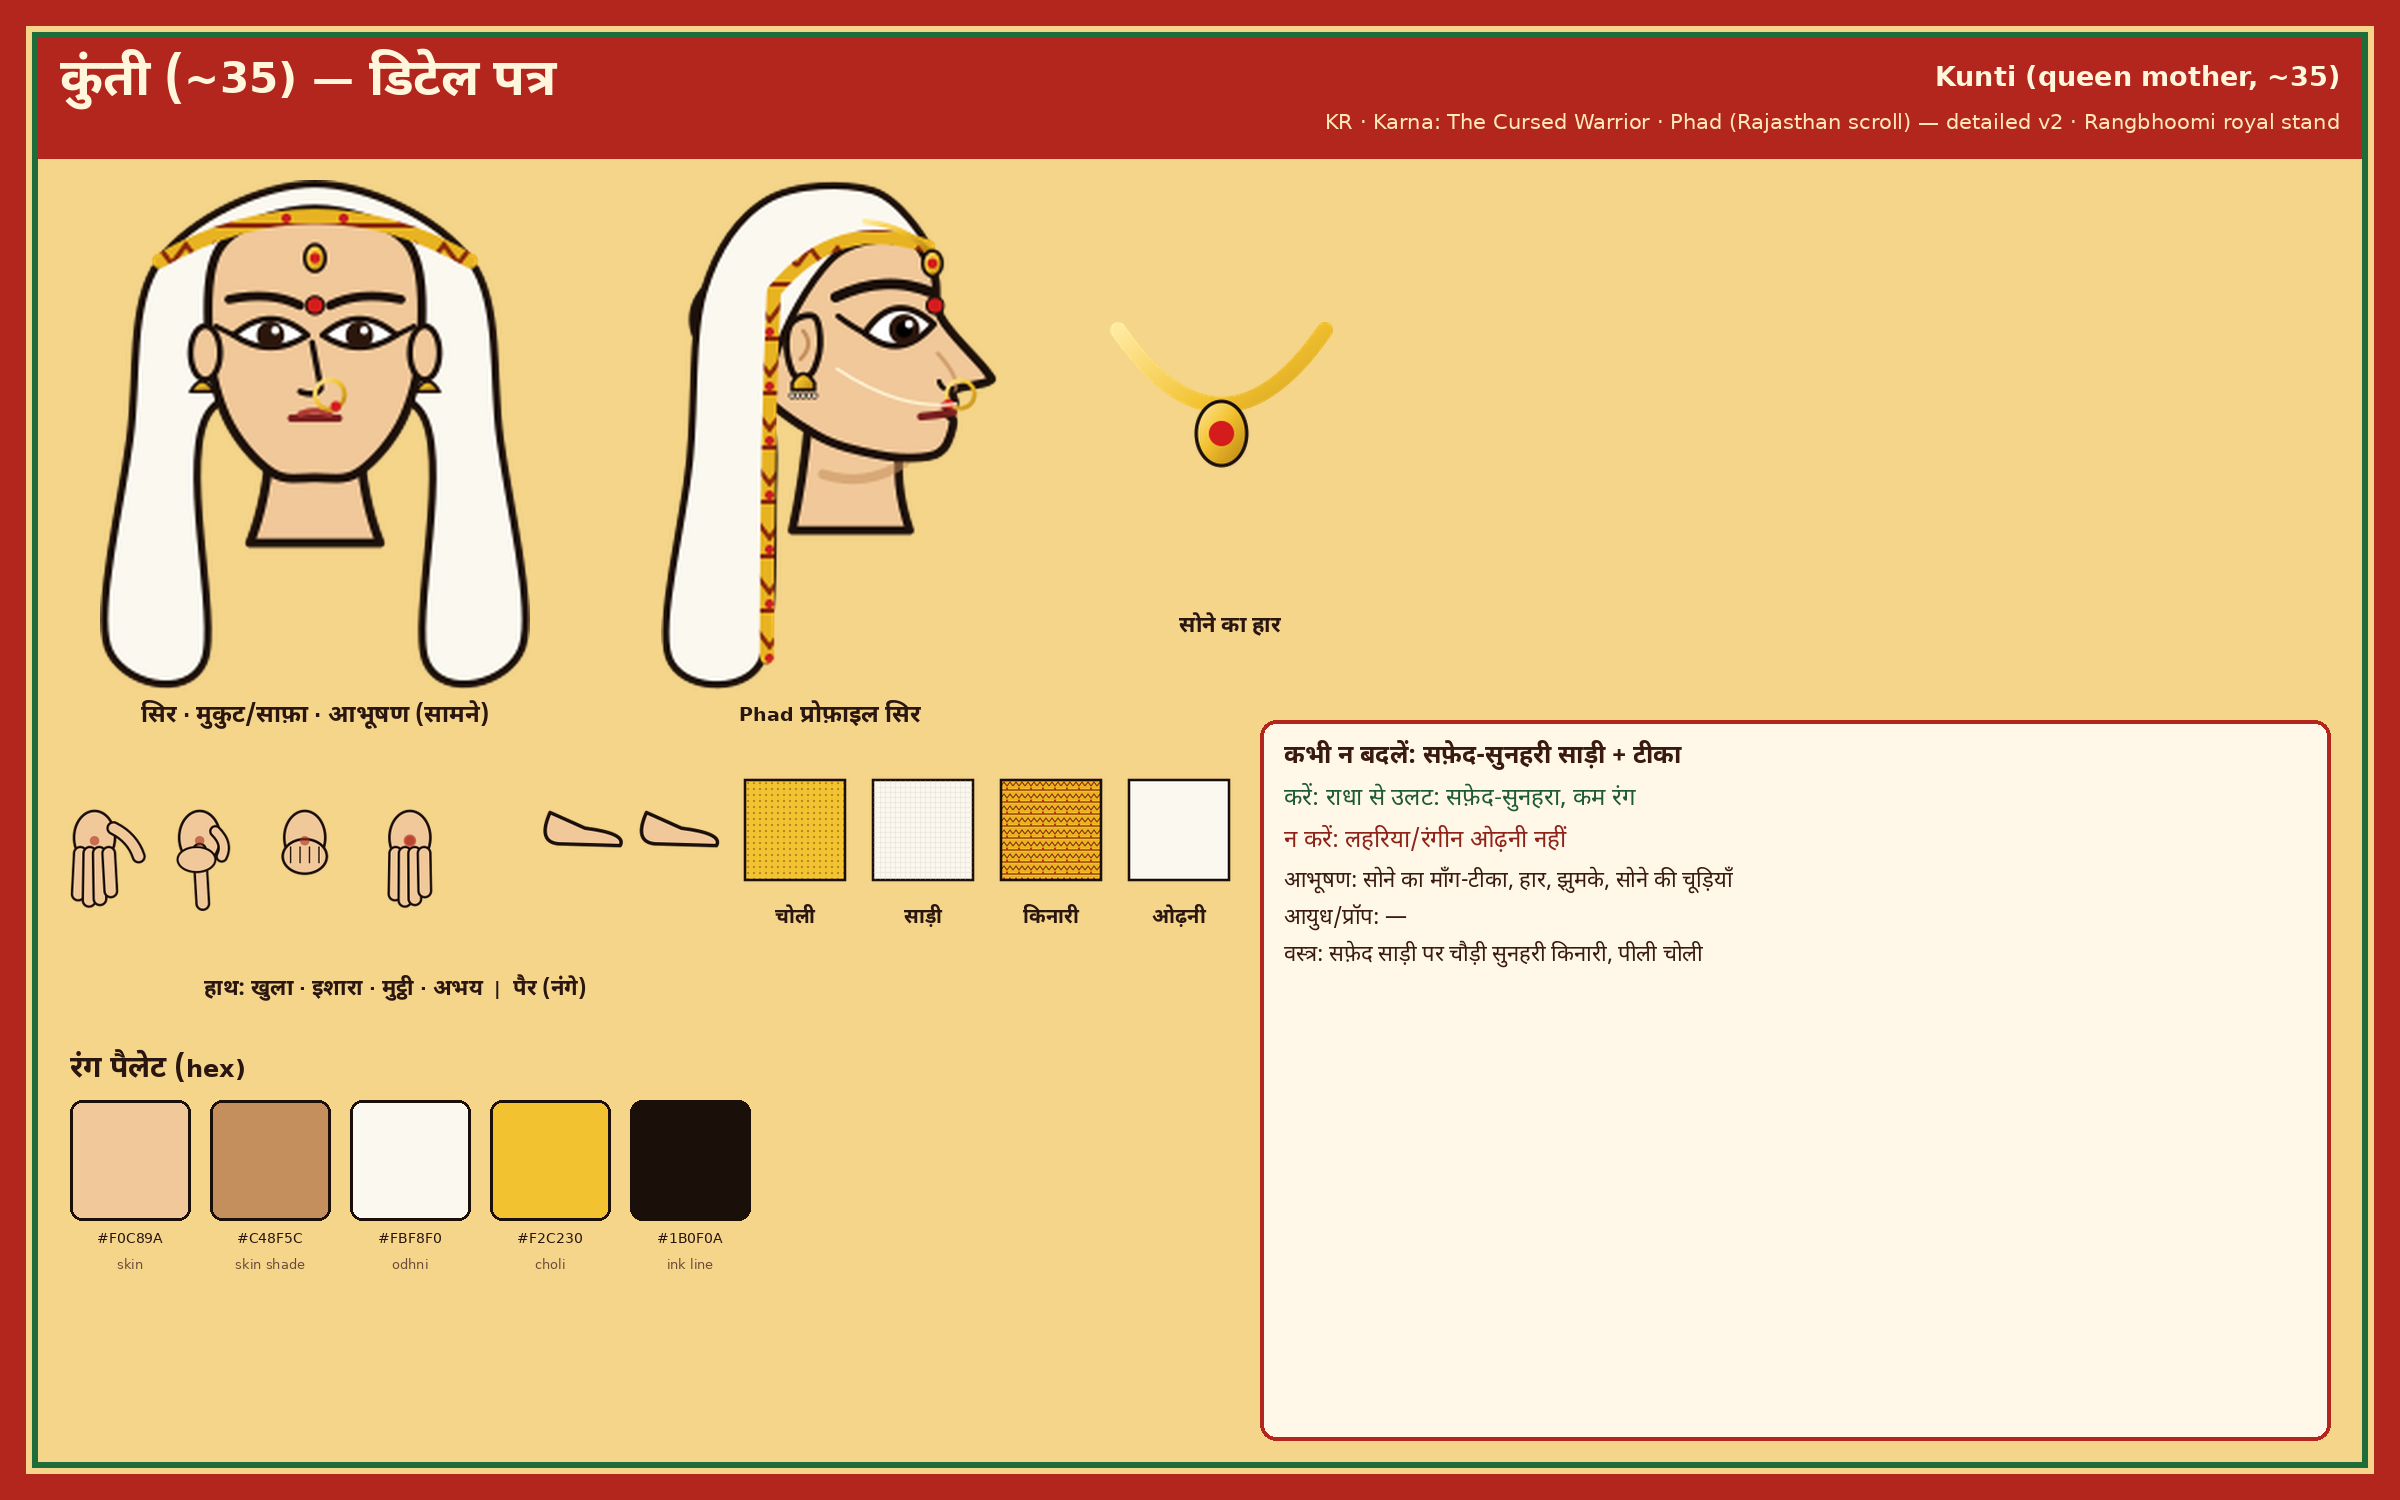 कुंती (~35) — डिटेल पत्र
Kunti (queen mother, ~35)
KR · Karna: The Cursed Warrior · Phad (Rajasthan scroll) — detailed v2 · Rangbhoomi royal stand
सोने का हार
सिर · मुकुट/साफ़ा · आभूषण (सामने)
Phad प्रोफ़ाइल सिर
चोली
साड़ी
किनारी
ओढ़नी
हाथ: खुला · इशारा · मुट्ठी · अभय | पैर (नंगे)
कभी न बदलें: सफ़ेद-सुनहरी साड़ी + टीका
करें: राधा से उलट: सफ़ेद-सुनहरा, कम रंग
न करें: लहरिया/रंगीन ओढ़नी नहीं
आभूषण: सोने का माँग-टीका, हार, झुमके, सोने की चूड़ियाँ
आयुध/प्रॉप: —
वस्त्र: सफ़ेद साड़ी पर चौड़ी सुनहरी किनारी, पीली चोली
रंग पैलेट (hex)
#F0C89A
#C48F5C
#FBF8F0
#F2C230
#1B0F0A
skin
skin shade
odhni
choli
ink line